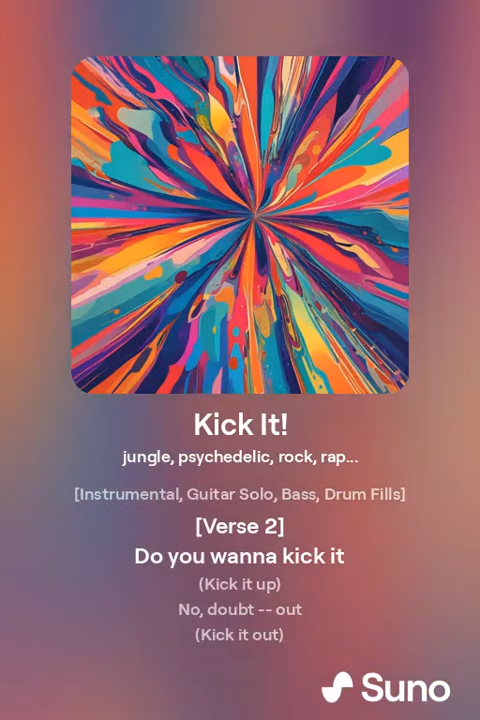 Kick It!
jungle, psychedelic, rock, rap...
[Instrumental, Guitar Solo, Bass, Drum Fills]
[Verse 2]
Do you wanna kick it
(Kick it up)
No, doubt -- out
(Kick it out)
Suno